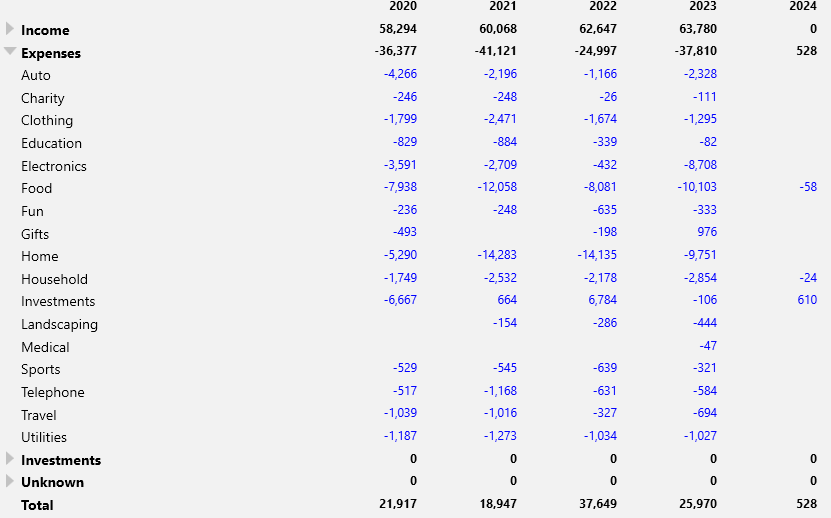 2020 2021 2022 2023 2024
Income 58,294 60,068 62,647 63,780 0
Expenses -36,377 -41,121 -24,997 -37,810 528
Auto -4,266 -2,196 -1,166 -2,328
Charity -246 -248 -26 -111
Clothing -1,799 -2,471 -1,674 -1,295
Education -829 -884 -339 -82
Electronics -3,591 -2,709 -432 -8,708
Food -7,938 -12,058 -8,081 -10,103 -58
Fun -236 -248 -635 -333
Gifts -493 -198 976
Home -5,290 -14,283 -14,135 -9,751
Household -1,749 -2,532 -2,178 -2,854 -24
Investments -6,667 664 6,784 -106 610
Landscaping -154 -286 -444
Medical -47
Sports -529 -545 -639 -321
Telephone -517 -1,168 -631 -584
Travel -1,039 -1,016 -327 -694
Utilities -1,187 -1,273 -1,034 -1,027
Investments 0 0 0 0 0
Unknown 0 0 0 0 0
Total 21,917 18,947 37,649 25,970 528